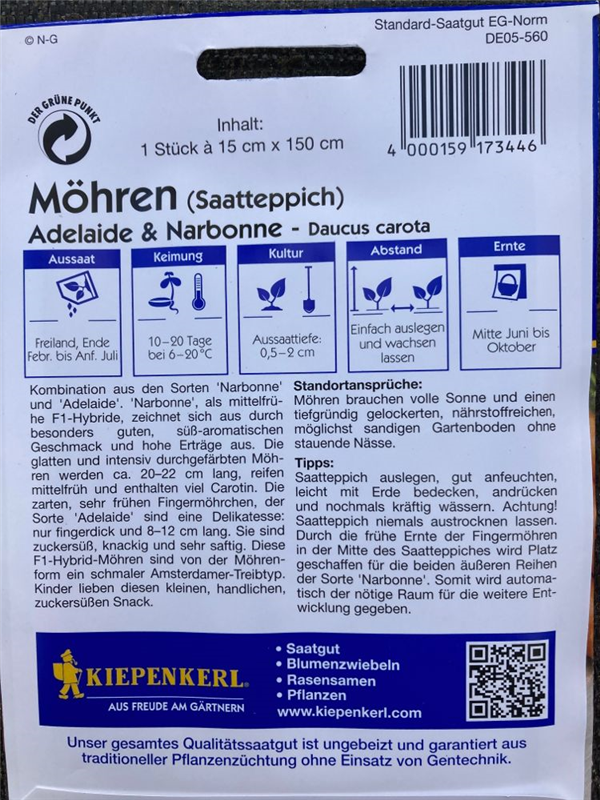 © N-G
Standard-Saatgut EG-Norm
DE05-560
DER GRÜNE PUNKT
Inhalt:
1 Stück à 15 cm x 150 cm
4 000159 173446
Möhren (Saatteppich)
Adelaide & Narbonne - Daucus carota
Aussaat
Freiland, Ende
Febr. bis Anf. Juli
Keimung
10–20 Tage
bei 6–20°C
Kultur
Aussaattiefe:
0,5–2 cm
Abstand
Einfach auslegen
und wachsen
lassen
Ernte
Mitte Juni bis
Oktober
Kombination aus den Sorten 'Narbonne'
und 'Adelaide'. 'Narbonne', als mittelfrü-
he F1-Hybride, zeichnet sich aus durch
besonders guten, süß-aromatischen
Geschmack und hohe Erträge aus. Die
glatten und intensiv durchgefärbten Möh-
ren werden ca. 20–22 cm lang, reifen
mittelfrüh und enthalten viel Carotin. Die
zarten, sehr frühen Fingermöhrchen, der
Sorte 'Adelaide' sind eine Delikatesse:
nur fingerdick und 8–12 cm lang. Sie sind
zuckersüß, knackig und sehr saftig. Diese
F1-Hybrid-Möhren sind von der Möhren-
form ein schmaler Amsterdamer-Treibtyp.
Kinder lieben diesen kleinen, handlichen,
zuckersüßen Snack.
Standortansprüche:
Möhren brauchen volle Sonne und einen
tiefgründig gelockerten, nährstoffreichen,
möglichst sandigen Gartenboden ohne
stauende Nässe.
Tipps:
Saatteppich auslegen, gut anfeuchten,
leicht mit Erde bedecken, andrücken
und nochmals kräftig wässern. Achtung!
Saatteppich niemals austrocknen lassen.
Durch die frühe Ernte der Fingermöhren
in der Mitte des Saatteppiches wird Platz
geschaffen für die beiden äußeren Reihen
der Sorte 'Narbonne'. Somit wird automa-
tisch der nötige Raum für die weitere Ent-
wicklung gegeben.
KIEPENKERL®
AUS FREUDE AM GÄRTNERN
• Saatgut
• Blumenzwiebeln
• Rasensamen
• Pflanzen
www.kiepenkerl.com
Unser gesamtes Qualitätssaatgut ist ungebeizt und garantiert aus
traditioneller Pflanzenzüchtung ohne Einsatz von Gentechnik.